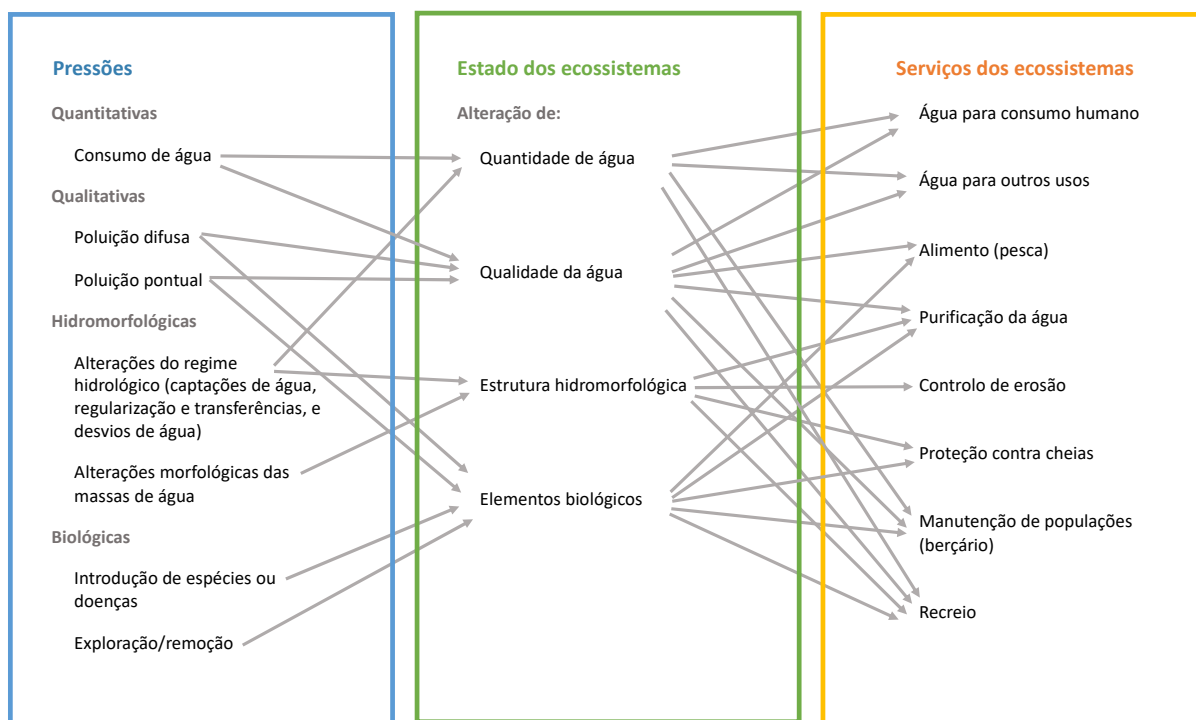 Pressões
Quantitativas
Consumo de água
Qualitativas
Poluição difusa
Poluição pontual
Hidromorfológicas
Alterações do regime
hidrológico (captações de água,
regularização e transferências, e
desvios de água)
Alterações morfológicas das
massas de água
Biológicas
Introdução de espécies ou
doenças
Exploração/remoção
Estado dos ecossistemas
Alteração de:
Quantidade de água
Qualidade da água
Estrutura hidromorfológica
Elementos biológicos
Serviços dos ecossistemas
Água para consumo humano
Água para outros usos
Alimento (pesca)
Purificação da água
Controlo de erosão
Proteção contra cheias
Manutenção de populações
(berçário)
Recreio